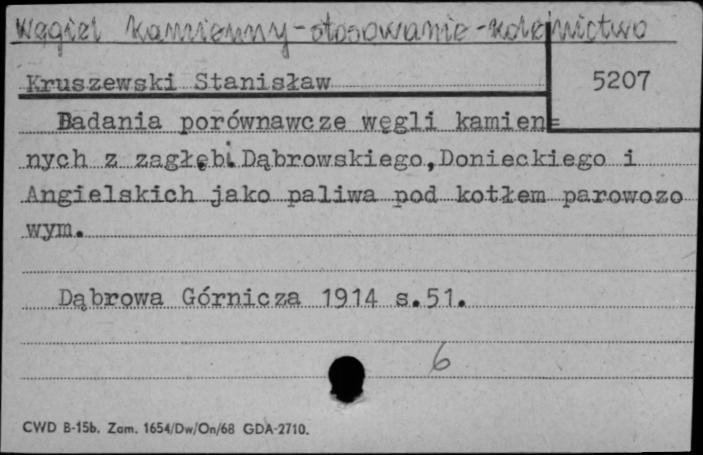 Węgiel kamienny - stosowanie - kolejnictwo
Kruszewski Stanisław
5207
Badania porównawcze węgli kamien=
nych z zagłębi Dąbrowskiego, Donieckiego i
Angielskich jako paliwa pod kotłem parowozo
wym.
Dąbrowa Górnicza 1914 s.51.
6
CWD B-15b. Zam. 1654/Dw/On/68 GDA-2710.